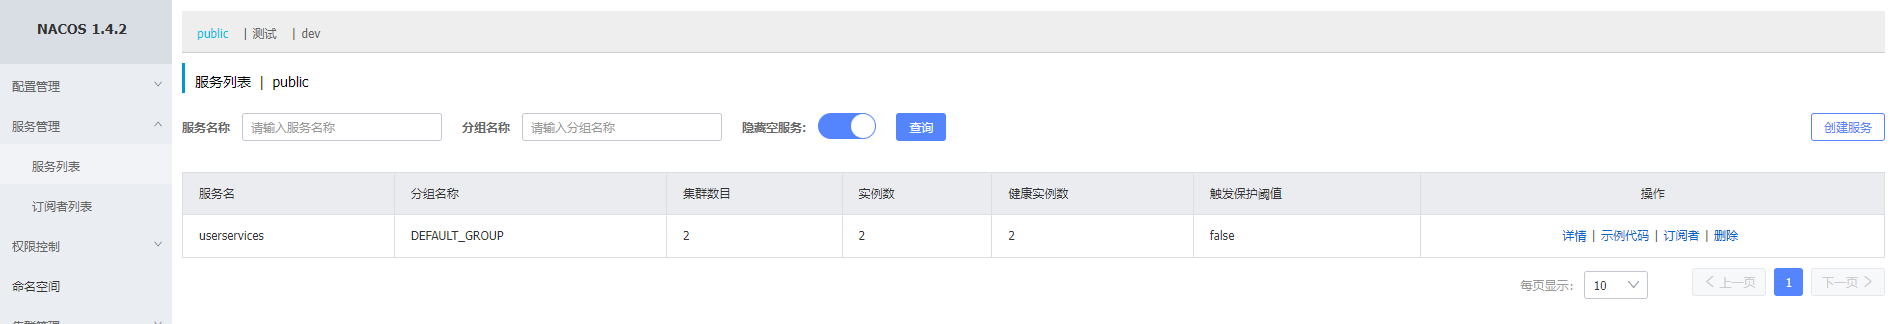 NACOS 1.4.2
配置管理
服务管理
服务列表
订阅者列表
权限控制
命名空间
集群管理
public | 测试 | dev
服务列表 | public
服务名称 请输入服务名称 分组名称 请输入分组名称 隐藏空服务: 查询 创建服务
服务名 分组名称 集群数目 实例数 健康实例数 触发保护阈值 操作
userservices DEFAULT_GROUP 2 2 2 false 详情 | 示例代码 | 订阅者 | 删除
每页显示: 10 上一页 1 下一页